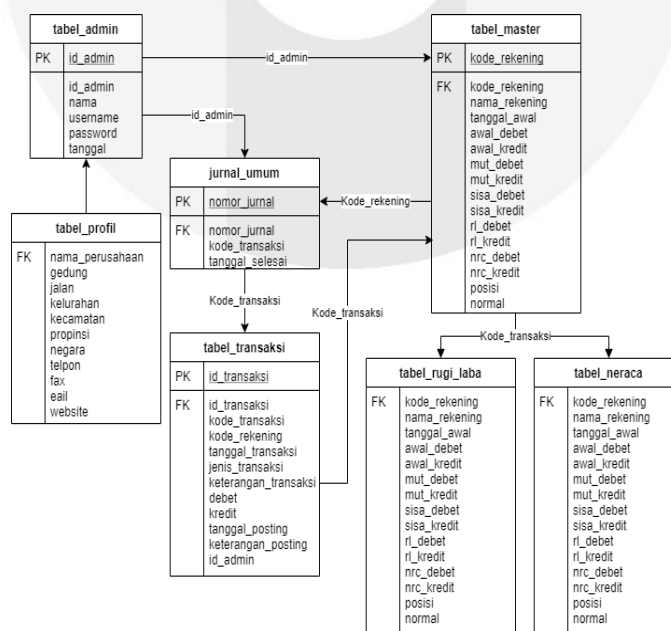 tabel_admin
PK id_admin
id_admin
nama
username
password
tanggal
id_admin
id_admin
tabel_master
PK kode_rekening
FK kode_rekening
nama_rekening
tanggal_awal
awal_debet
awal_kredit
mut_debet
mut_kredit
sisa_debet
sisa_kredit
rl_debet
rl_kredit
nrc_debet
nrc_kredit
posisi
normal
jurnal_umum
PK nomor_jurnal
FK nomor_jurnal
kode_transaksi
tanggal_selesai
Kode_rekening
tabel_profil
FK nama_perusahaan
gedung
jalan
kelurahan
kecamatan
propinsi
negara
telpon
fax
eail
website
Kode_transaksi
Kode_transaksi
tabel_transaksi
PK id_transaksi
FK id_transaksi
kode_transaksi
kode_rekening
tanggal_transaksi
jenis_transaksi
keterangan_transaksi
debet
kredit
tanggal_posting
keterangan_posting
id_admin
Kode_transaksi
tabel_rugi_laba
FK kode_rekening
nama_rekening
tanggal_awal
awal_debet
awal_kredit
mut_debet
mut_kredit
sisa_debet
sisa_kredit
rl_debet
rl_kredit
nrc_debet
nrc_kredit
posisi
normal
tabel_neraca
FK kode_rekening
nama_rekening
tanggal_awal
awal_debet
awal_kredit
mut_debet
mut_kredit
sisa_debet
sisa_kredit
rl_debet
rl_kredit
nrc_debet
nrc_kredit
posisi
normal